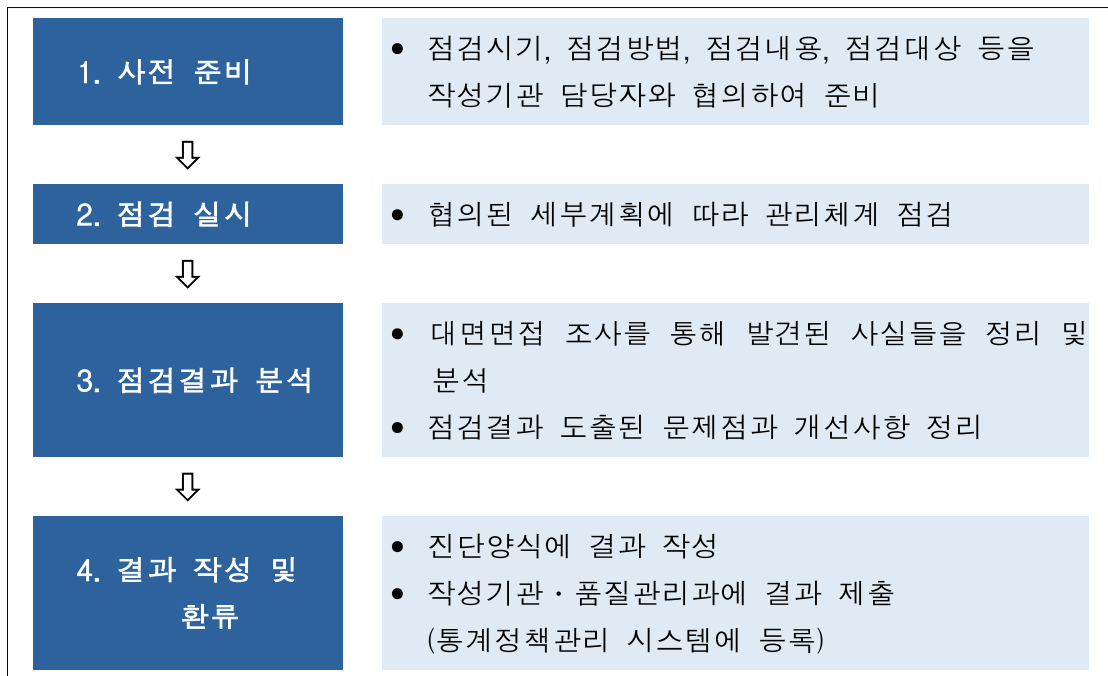 1. 사전 준비
• 점검시기, 점검방법, 점검내용, 점검대상 등을
작성기관 담당자와 협의하여 준비
2. 점검 실시
• 협의된 세부계획에 따라 관리체계 점검
3. 점검결과 분석
• 대면면접 조사를 통해 발견된 사실들을 정리 및
분석
• 점검결과 도출된 문제점과 개선사항 정리
4. 결과 작성 및
환류
• 진단양식에 결과 작성
• 작성기관·품질관리과에 결과 제출
(통계정책관리 시스템에 등록)